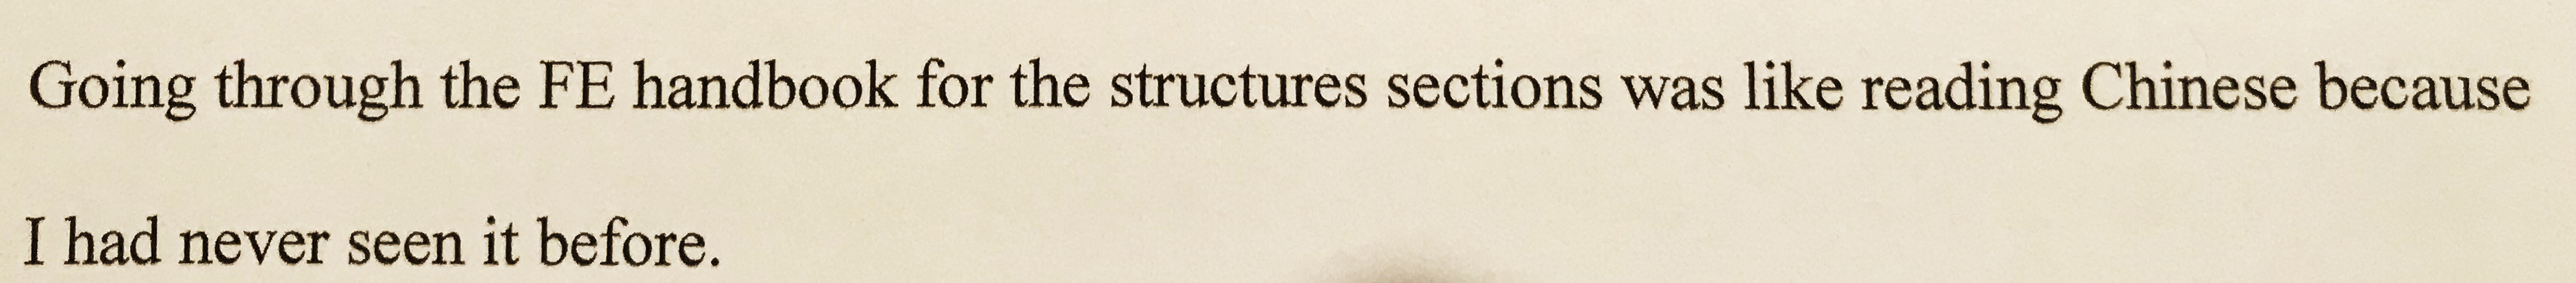 Going through the FE handbook for the structures sections was like reading Chinese because
I had never seen it before.